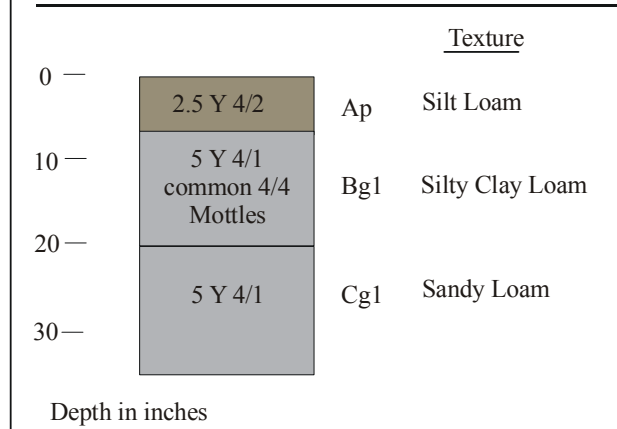 Texture
0
2.5 Y 4/2
Ap
Silt Loam
10
5 Y 4/1
common 4/4
Mottles
Bg1
Silty Clay Loam
20
5 Y 4/1
Cg1
Sandy Loam
30
Depth in inches